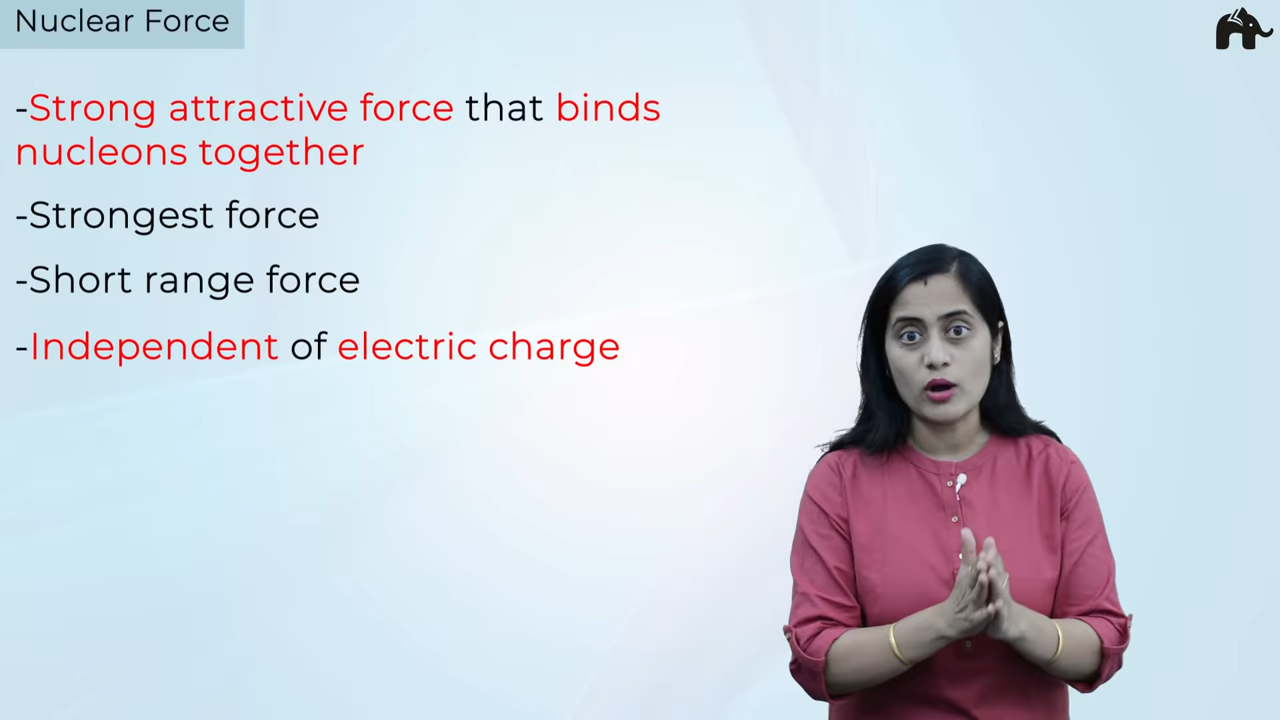 Nuclear Force
-Strong attractive force that binds
nucleons together
-Strongest force
-Short range force
-Independent of electric charge